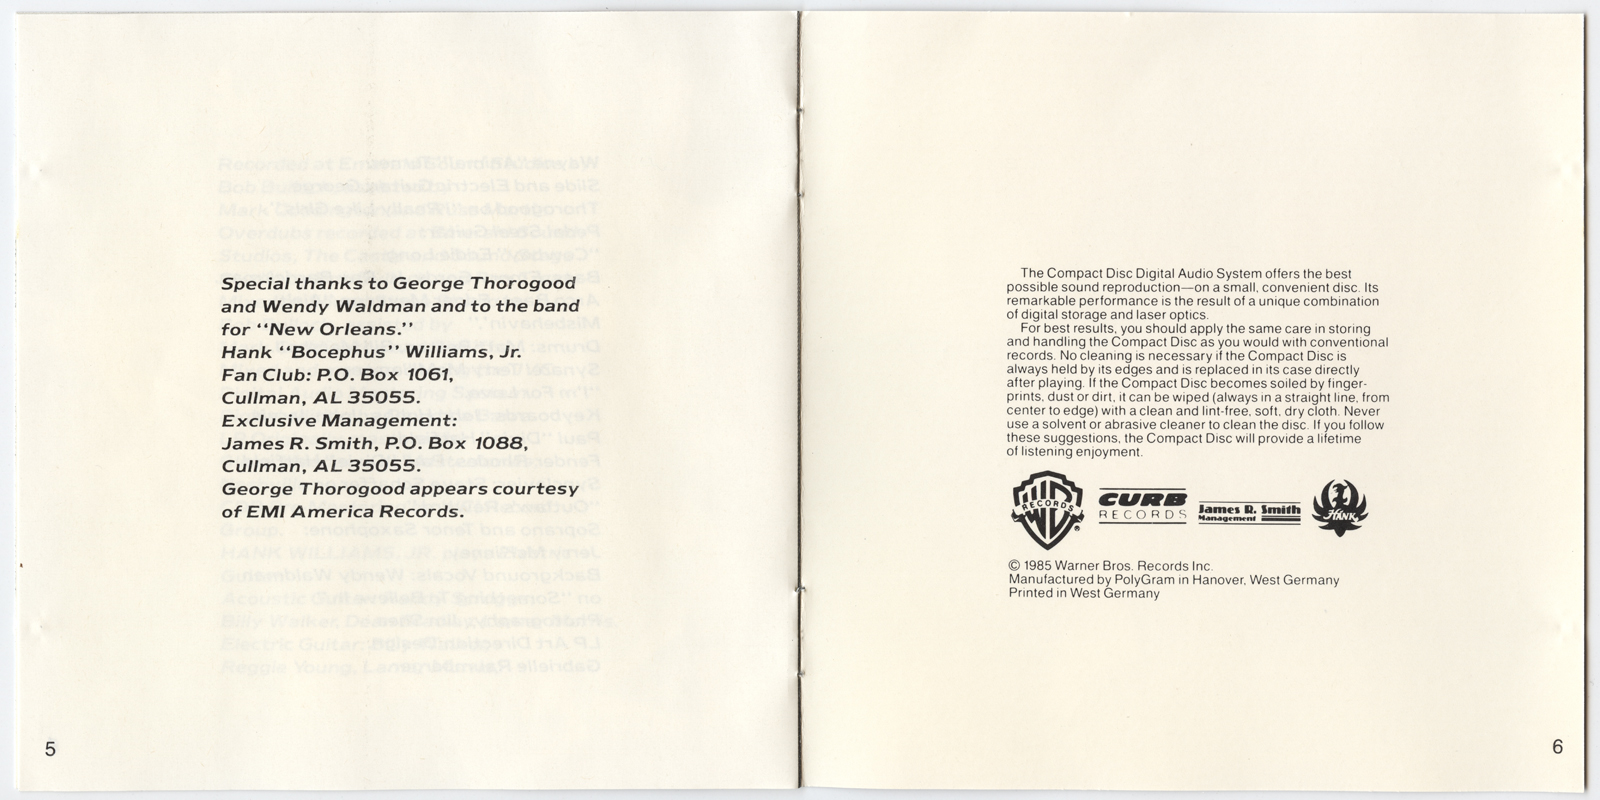 Special thanks to George Thorogood
and Wendy Waldman and to the band
for "New Orleans."
Hank "Bocephus" Williams, Jr.
Fan Club: P.O. Box 1061,
Cullman, AL 35055.
Exclusive Management:
James R. Smith, P.O. Box 1088,
Cullman, AL 35055.
George Thorogood appears courtesy
of EMI America Records.
5
The Compact Disc Digital Audio System offers the best
possible sound reproduction—on a small, convenient disc. Its
remarkable performance is the result of a unique combination
of digital storage and laser optics.
For best results, you should apply the same care in storing
and handling the Compact Disc as you would with conventional
records. No cleaning is necessary if the Compact Disc is
always held by its edges and is replaced in its case directly
after playing. If the Compact Disc becomes soiled by finger-
prints, dust or dirt, it can be wiped (always in a straight line, from
center to edge) with a clean and lint-free, soft, dry cloth. Never
use a solvent or abrasive cleaner to clean the disc. If you follow
these suggestions, the Compact Disc will provide a lifetime
of listening enjoyment.
WB RECORDS ®
CURB
RECORDS
James R. Smith
Management
HANK
© 1985 Warner Bros. Records Inc.
Manufactured by PolyGram in Hanover, West Germany
Printed in West Germany
6